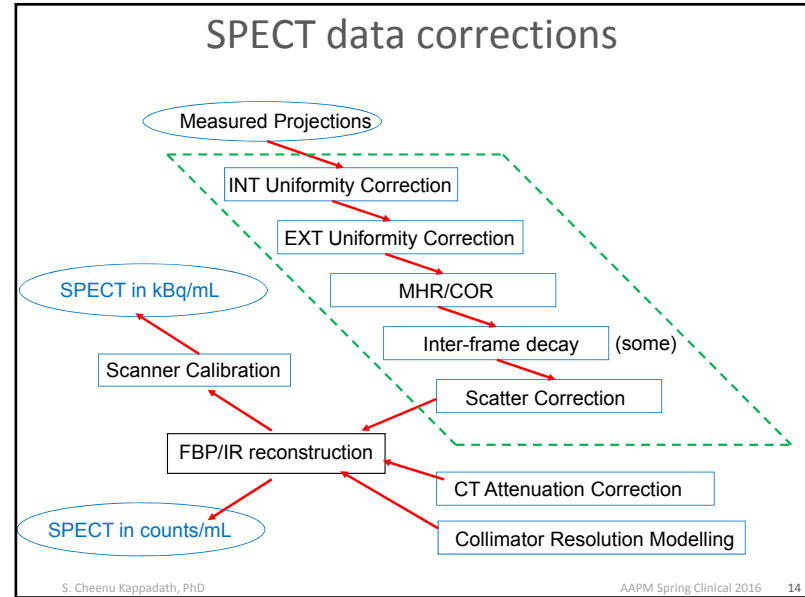 SPECT data corrections
Measured Projections
INT Uniformity Correction
EXT Uniformity Correction
SPECT in kBq/mL
MHR/COR
Inter-frame decay (some)
Scanner Calibration
Scatter Correction
FBP/IR reconstruction
CT Attenuation Correction
SPECT in counts/mL
Collimator Resolution Modelling
S. Cheenu Kappadath, PhD
AAPM Spring Clinical 2016 14